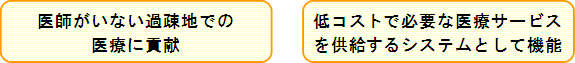 医師がいない過疎地での
医療に貢献
低コストで必要な医療サービス
を供給するシステムとして機能